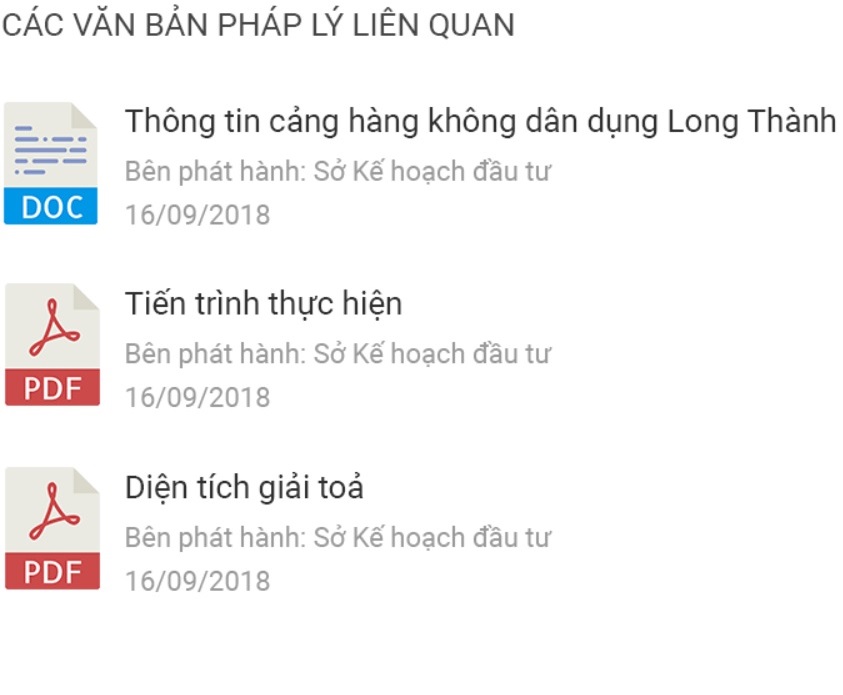 CÁC VĂN BẢN PHÁP LÝ LIÊN QUAN
Thông tin cảng hàng không dân dụng Long Thành
Bên phát hành: Sở Kế hoạch đầu tư
16/09/2018
DOC
Tiến trình thực hiện
Bên phát hành: Sở Kế hoạch đầu tư
16/09/2018
PDF
Diện tích giải toả
Bên phát hành: Sở Kế hoạch đầu tư
16/09/2018
PDF